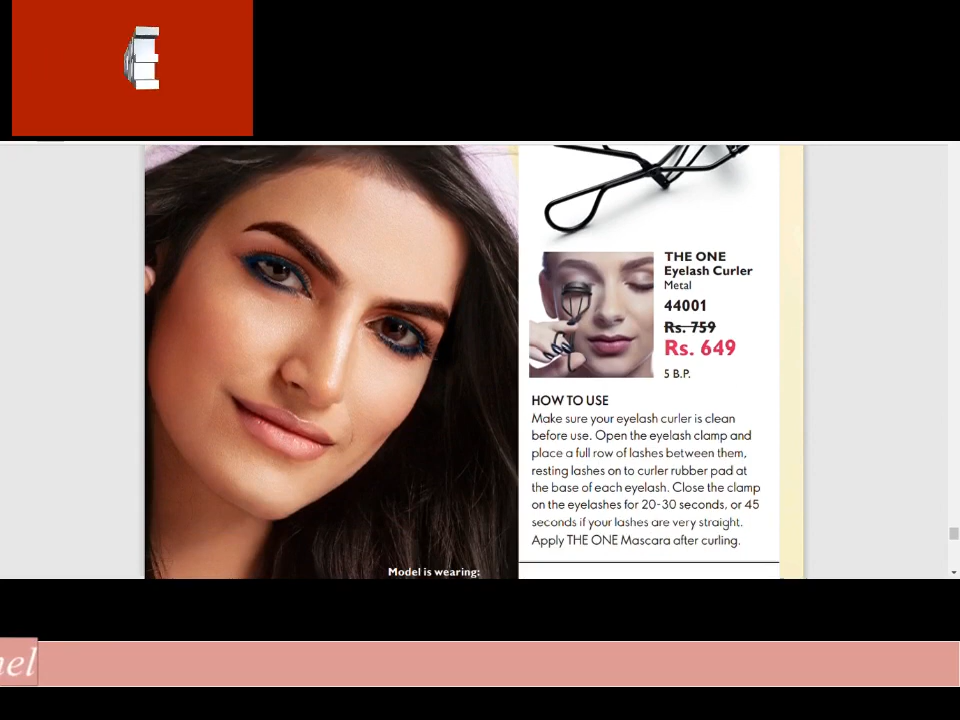 THE ONE
Eyelash Curler
Metal
44001
Rs. 759
Rs. 649
5 B.P.
HOW TO USE
Make sure your eyelash curler is clean
before use. Open the eyelash clamp and
place a full row of lashes between them,
resting lashes on to curler rubber pad at
the base of each eyelash. Close the clamp
on the eyelashes for 20-30 seconds, or 45
seconds if your lashes are very straight.
Apply THE ONE Mascara after curling.
Model is wearing: